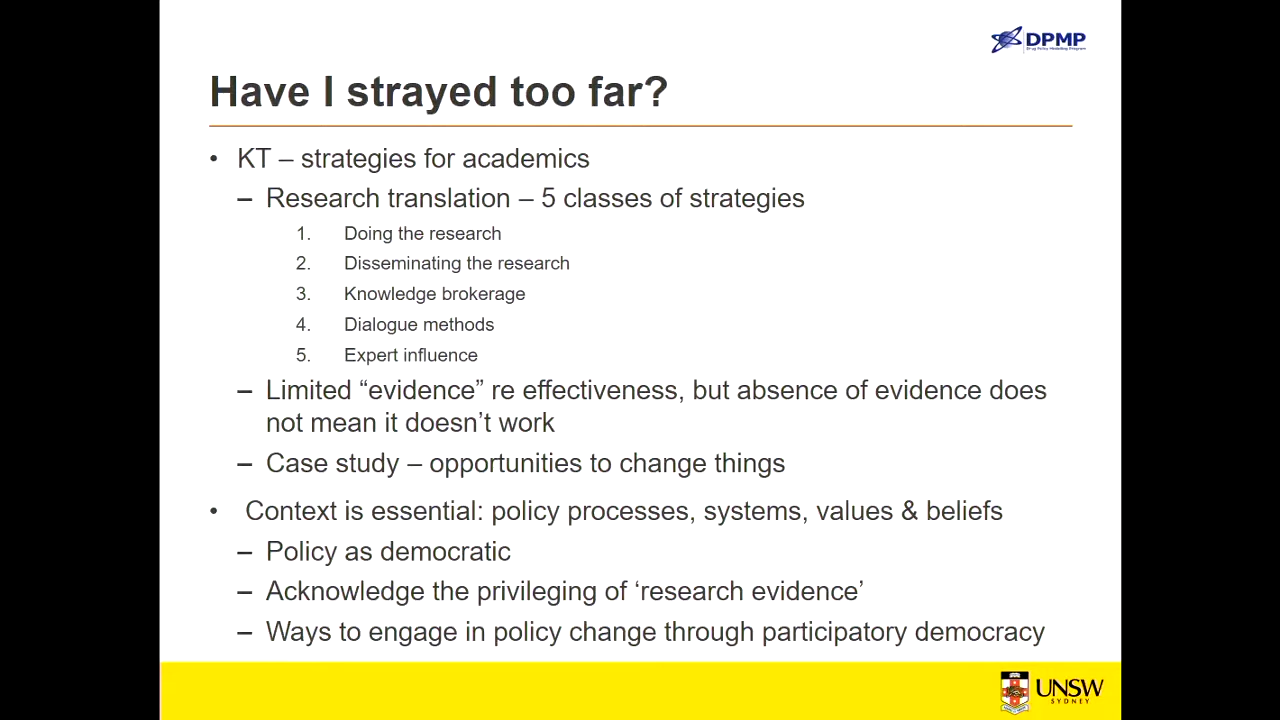 DPMP
Drug Policy Modelling Program
Have I strayed too far?
• KT – strategies for academics
– Research translation – 5 classes of strategies
1. Doing the research
2. Disseminating the research
3. Knowledge brokerage
4. Dialogue methods
5. Expert influence
– Limited “evidence” re effectiveness, but absence of evidence does
not mean it doesn’t work
– Case study – opportunities to change things
• Context is essential: policy processes, systems, values & beliefs
– Policy as democratic
– Acknowledge the privileging of ‘research evidence’
– Ways to engage in policy change through participatory democracy
UNSW
SYDNEY